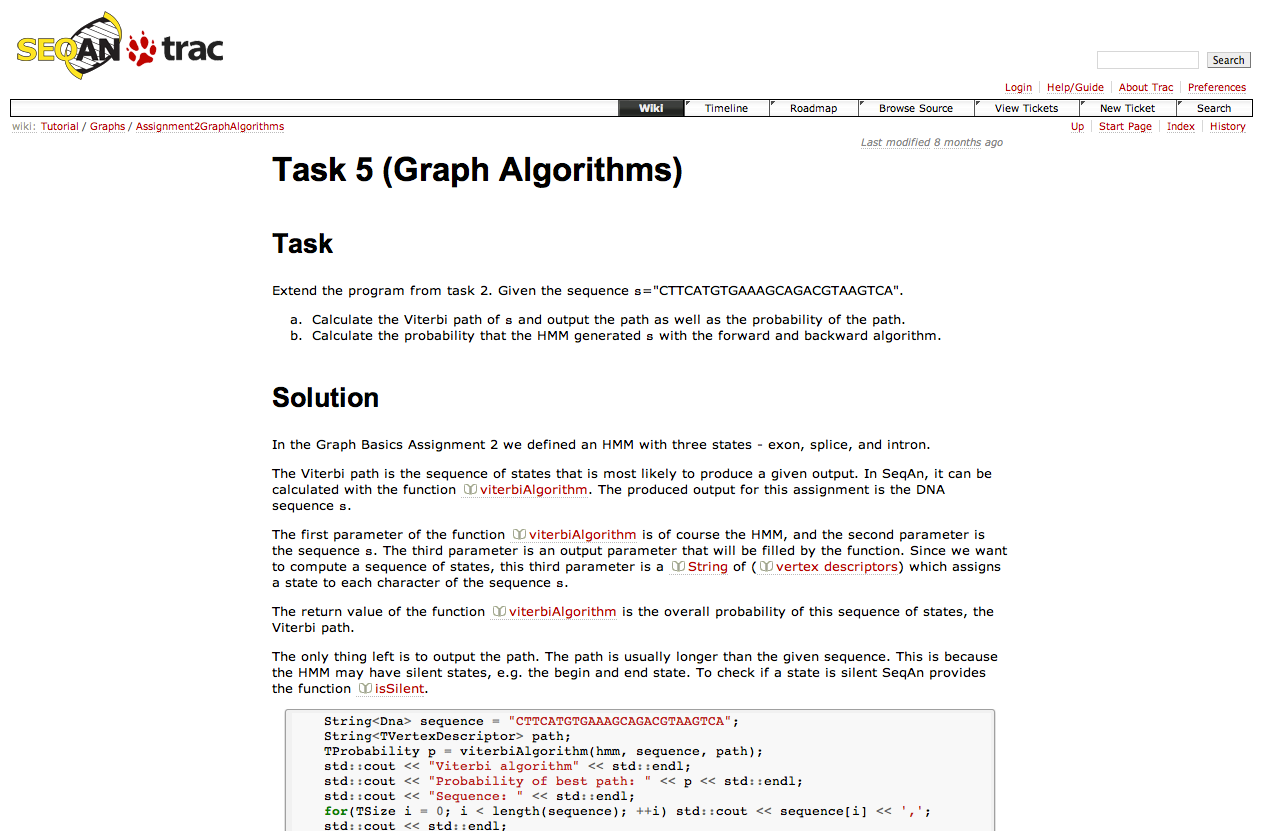 SEQAN trac
Search
Login Help/Guide About Trac Preferences
Wiki Timeline Roadmap Browse Source View Tickets New Ticket Search
wiki: Tutorial / Graphs / Assignment2GraphAlgorithms
Up Start Page Index History
Last modified 8 months ago
Task 5 (Graph Algorithms)
Task
Extend the program from task 2. Given the sequence s="CTTCATGTGAAAGCAGACGTAAGTCA".
a. Calculate the Viterbi path of s and output the path as well as the probability of the path.
b. Calculate the probability that the HMM generated s with the forward and backward algorithm.
Solution
In the Graph Basics Assignment 2 we defined an HMM with three states - exon, splice, and intron.
The Viterbi path is the sequence of states that is most likely to produce a given output. In SeqAn, it can be
calculated with the function viterbiAlgorithm. The produced output for this assignment is the DNA
sequence s.
The first parameter of the function viterbiAlgorithm is of course the HMM, and the second parameter is
the sequence s. The third parameter is an output parameter that will be filled by the function. Since we want
to compute a sequence of states, this third parameter is a String of (vertex descriptors) which assigns
a state to each character of the sequence s.
The return value of the function viterbiAlgorithm is the overall probability of this sequence of states, the
Viterbi path.
The only thing left is to output the path. The path is usually longer than the given sequence. This is because
the HMM may have silent states, e.g. the begin and end state. To check if a state is silent SeqAn provides
the function isSilent.
String<Dna> sequence = "CTTCATGTGAAAGCAGACGTAAGTCA";
String<TVertexDescriptor> path;
TProbability p = viterbiAlgorithm(hmm, sequence, path);
std::cout << "Viterbi algorithm" << std::endl;
std::cout << "Probability of best path: " << p << std::endl;
std::cout << "Sequence: " << std::endl;
for(TSize i = 0; i < length(sequence); ++i) std::cout << sequence[i] << ',';
std::cout << std::endl;